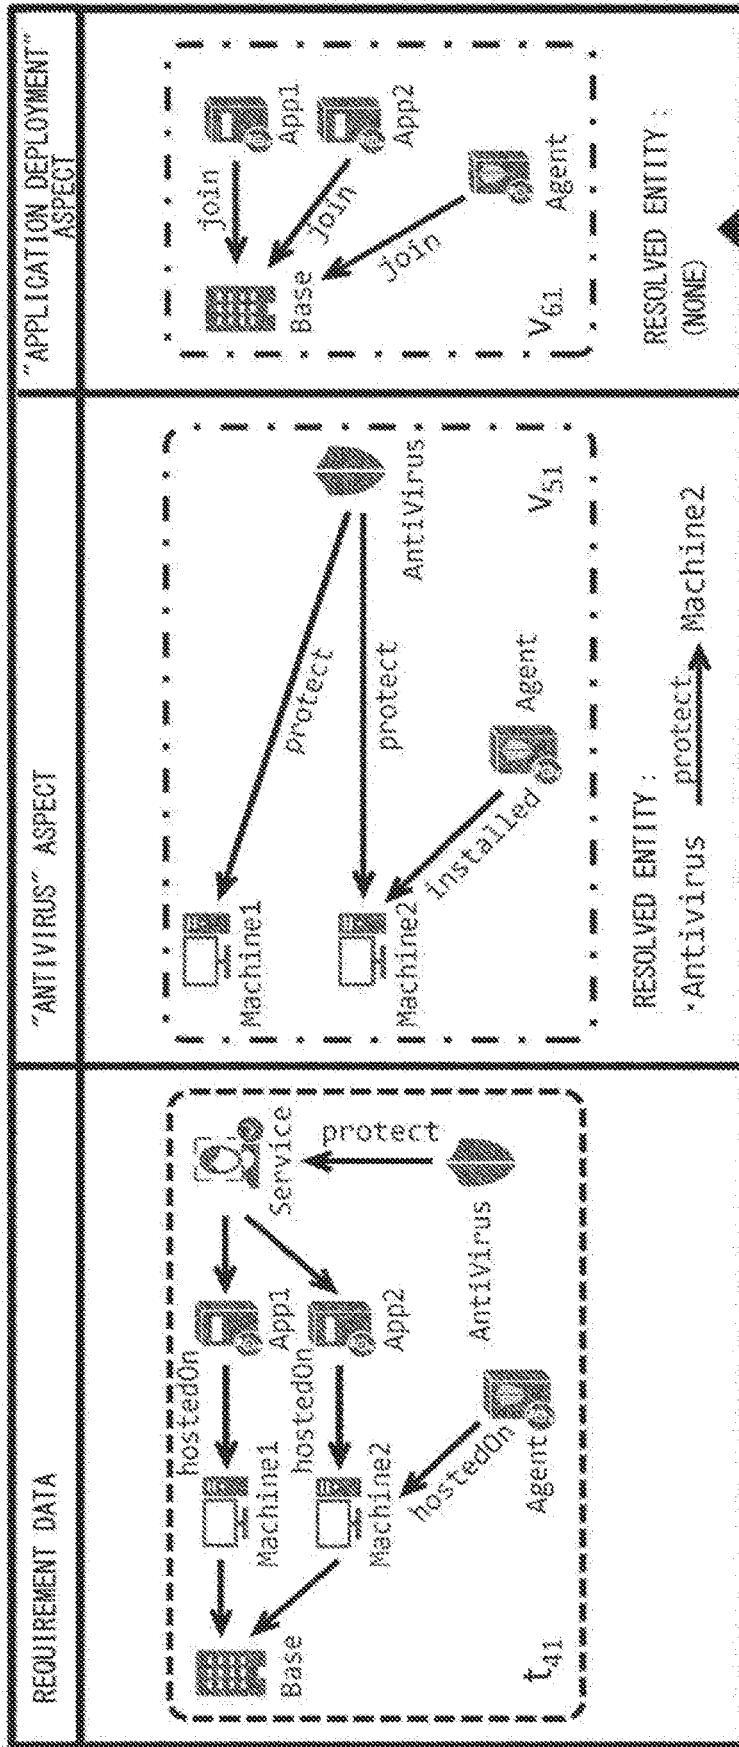 REQUIREMENT DATA
"ANTIVIRUS" ASPECT
"APPLICATION DEPLOYMENT"
ASPECT
Base
Machine1
hostedOn
App1
Service
Machine2
hostedOn
App2
protect
hostedOn
Agent
AntiVirus
t41
Machine1
protect
Machine2
protect
AntiVirus
installed
Agent
V51
RESOLVED ENTITY:
·Antivirus protect Machine2
Base
join
App1
join
App2
join
Agent
V61
RESOLVED ENTITY:
(NONE)